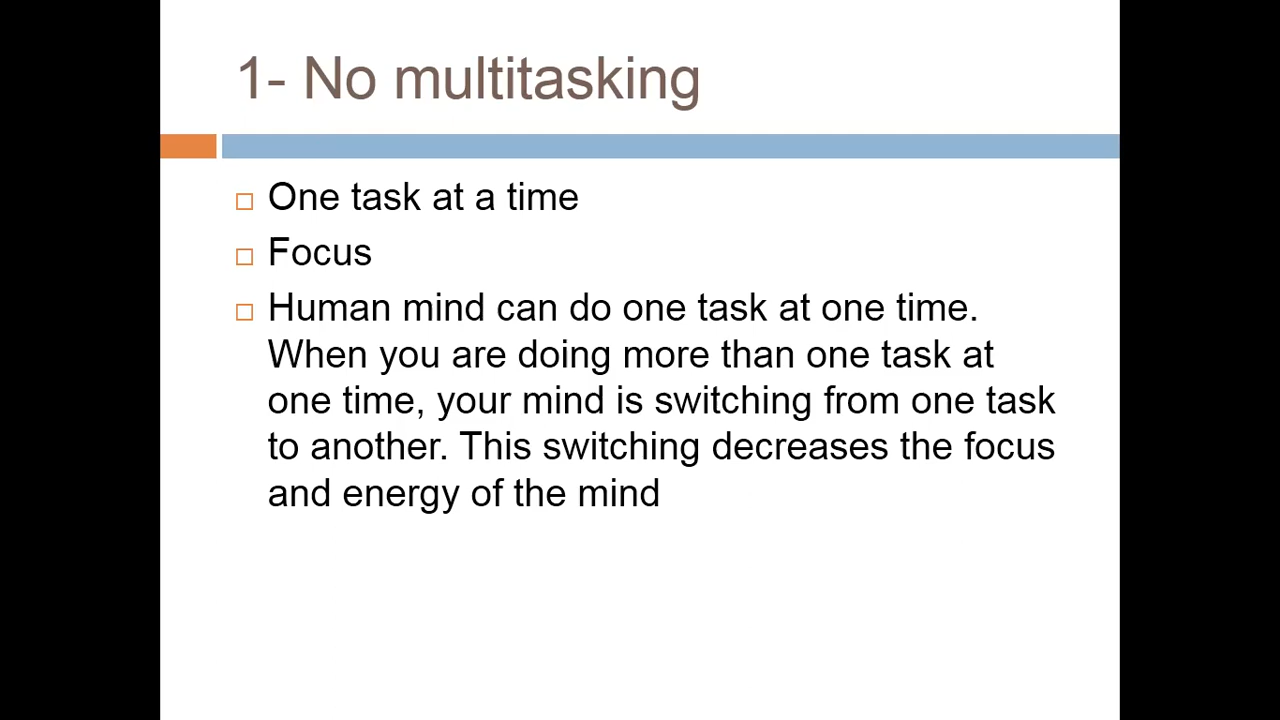 1- No multitasking
One task at a time
Focus
Human mind can do one task at one time.
When you are doing more than one task at
one time, your mind is switching from one task
to another. This switching decreases the focus
and energy of the mind